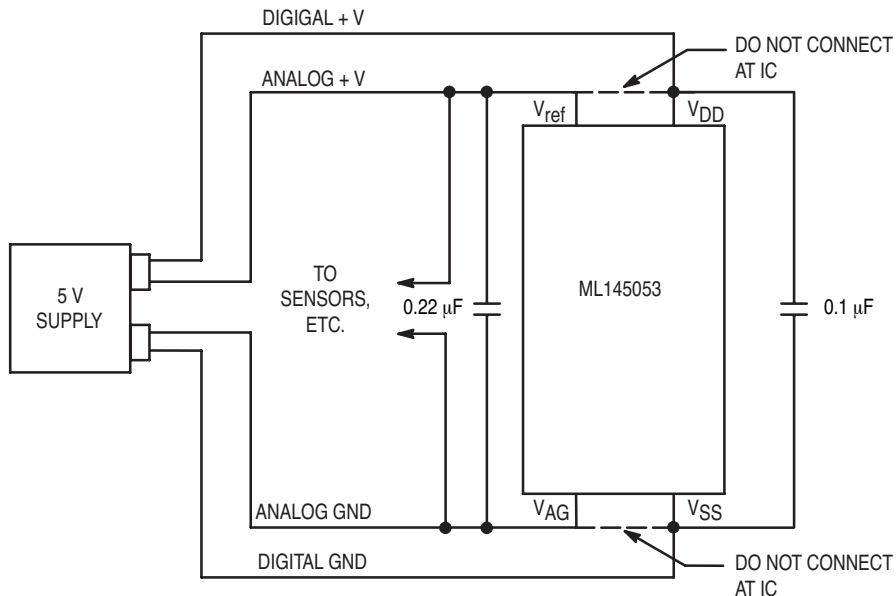 DIGIGAL + V
DO NOT CONNECT
AT IC
ANALOG + V
Vref
VDD
5 V
SUPPLY
TO
SENSORS,
ETC.
0.22 µF
ML145053
0.1 µF
ANALOG GND
VAG
VSS
DIGITAL GND
DO NOT CONNECT
AT IC